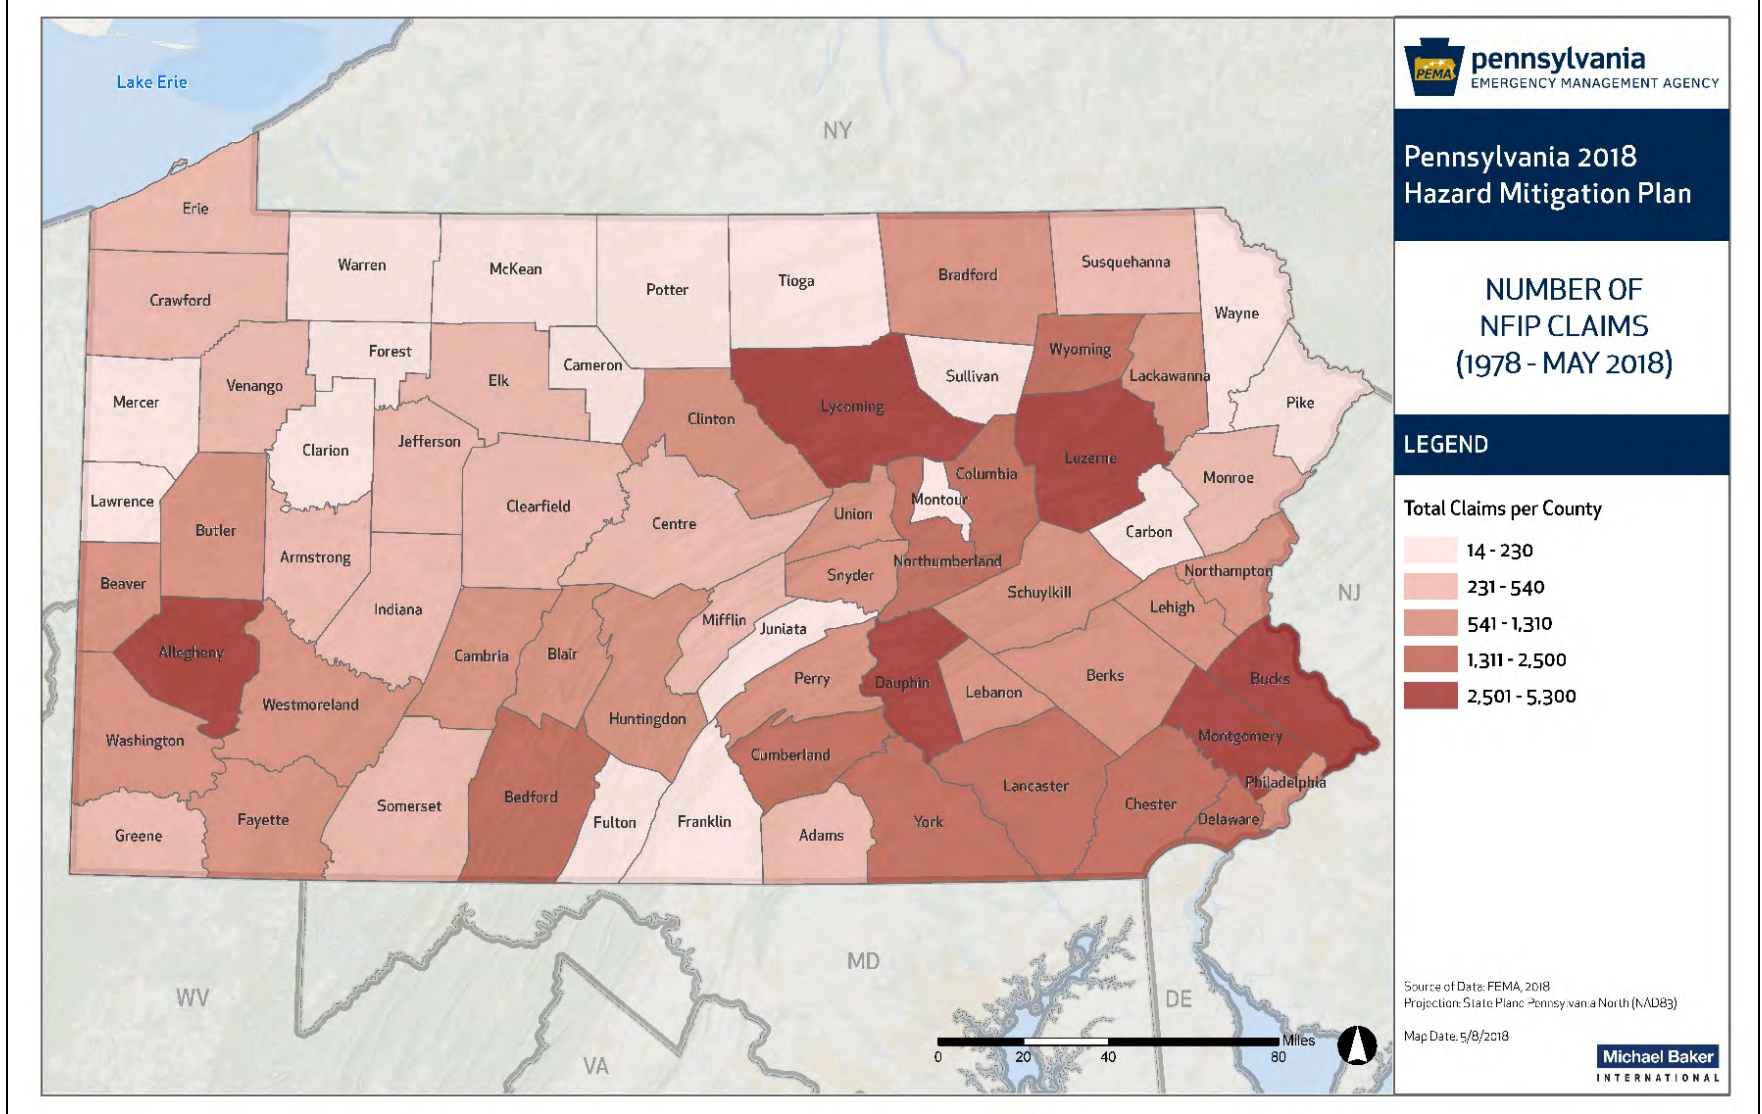 Lake Erie
NY
Erie
Warren
McKean
Potter
Tioga
Bradford
Susquehanna
Wayne
Crawford
Forest
Cameron
Elk
Venango
Mercer
Wyoming
Lackawanna
Sullivan
Pike
Lycoming
Clinton
Clarion
Jefferson
Luzerne
Columbia
Monroe
Montour
Lawrence
Butler
Clearfield
Centre
Union
Carbon
Armstrong
Northumberland
Northampton
Snyder
Beaver
Schuylkill
Lehigh
NJ
Indiana
Mifflin
Juniata
Allegheny
Cambria
Blair
Perry
Dauphin
Lebanon
Berks
Bucks
Westmoreland
Huntingdon
Washington
Montgomery
Cumberland
Philadelphia
Lancaster
Chester
Bedford
Somerset
Fayette
Greene
Fulton
Franklin
Adams
York
Delaware
WV
MD
DE
VA
Miles
0 20 40 80
PEMA
pennsylvania
EMERGENCY MANAGEMENT AGENCY
Pennsylvania 2018
Hazard Mitigation Plan
NUMBER OF
NFIP CLAIMS
(1978 - MAY 2018)
LEGEND
Total Claims per County
14 - 230
231 - 540
541 - 1,310
1,311 - 2,500
2,501 - 5,300
Source of Data: FEMA, 2018
Projection: State Plane Pennsylvania North (NAD83)
Map Date: 5/8/2018
Michael Baker
INTERNATIONAL